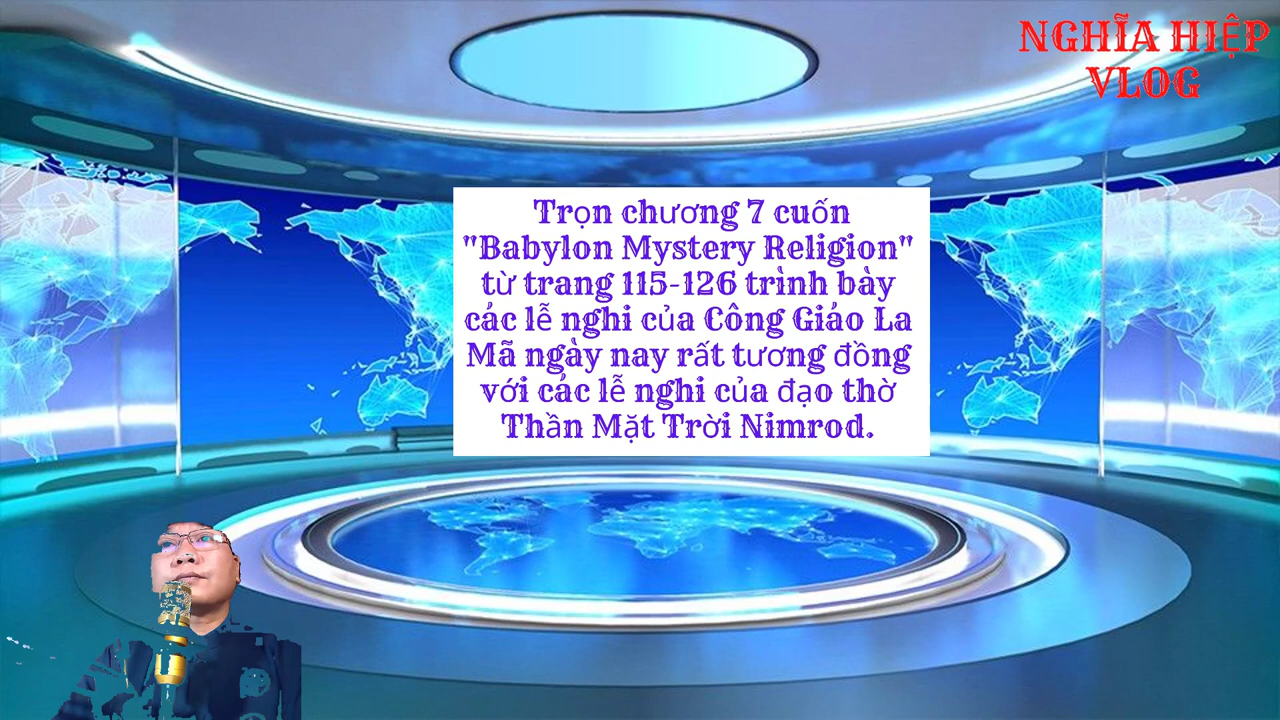 NGHĨA HIỆP
VLOG
Trọn chương 7 cuốn
"Babylon Mystery Religion"
từ trang 115-126 trình bày
các lễ nghi của Công Giáo La
Mã ngày nay rất tương đồng
với các lễ nghi của đạo thờ
Thần Mặt Trời Nimrod.